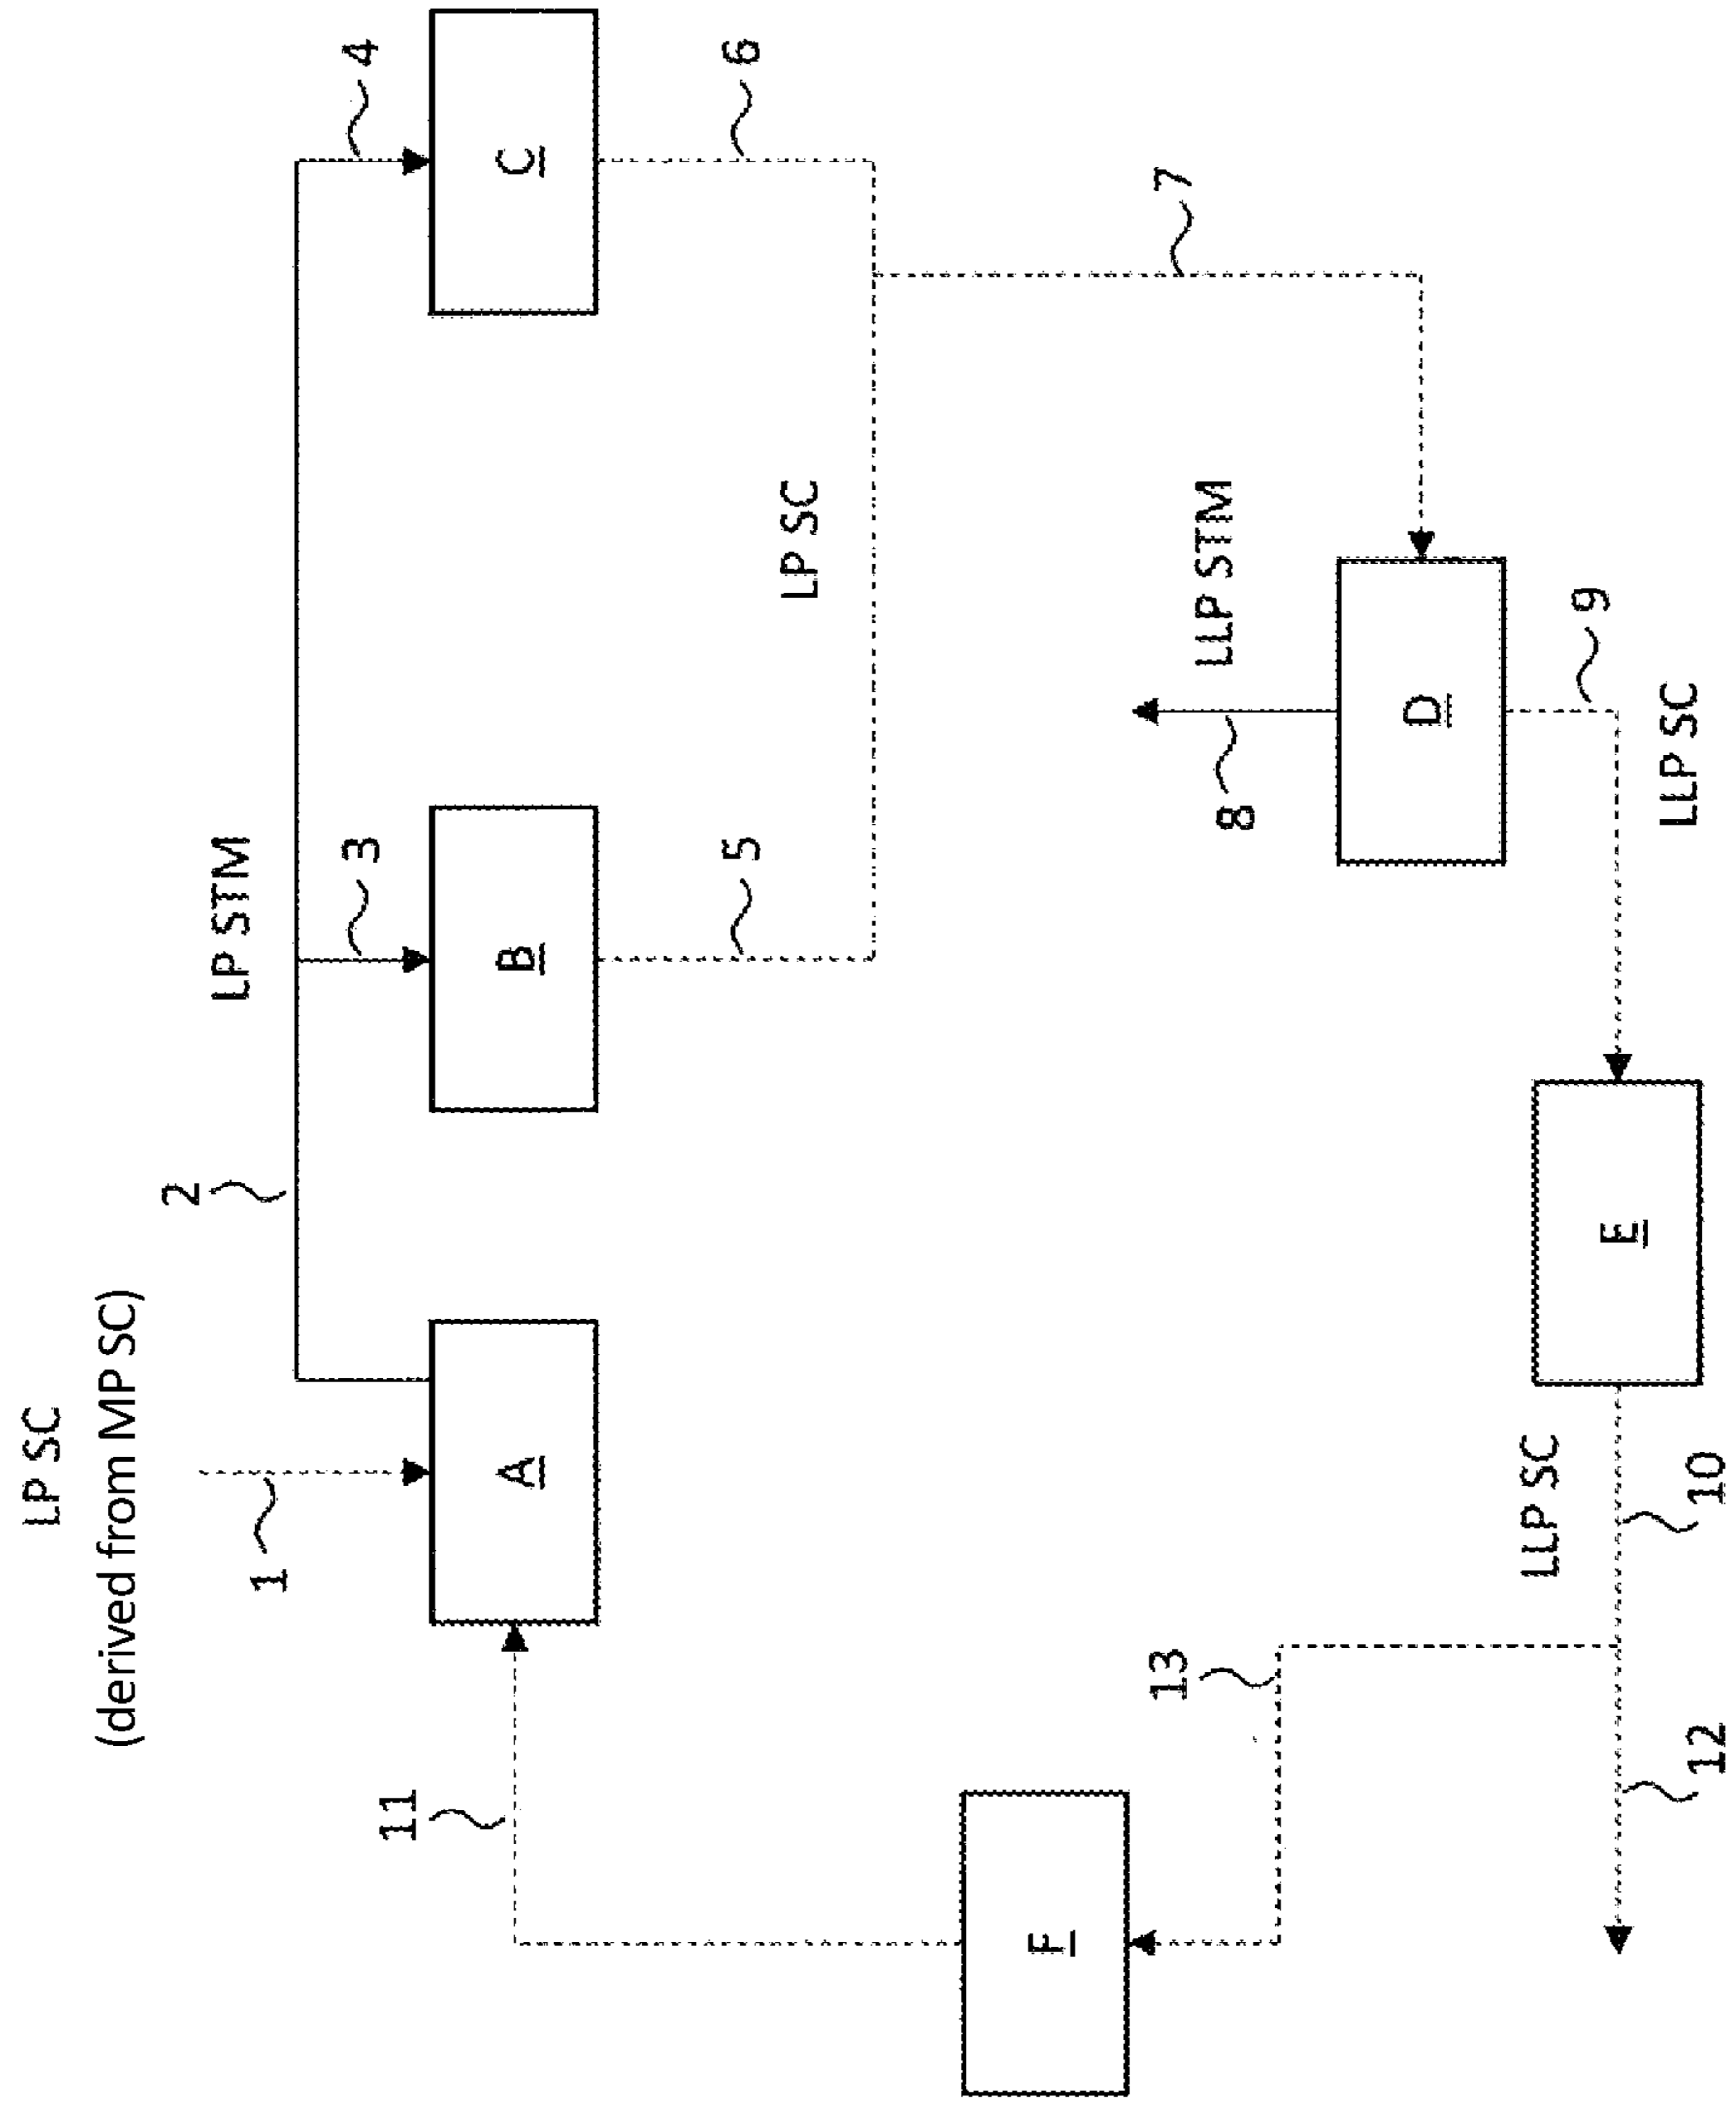 LP SC
(derived from MP SC)
2
LP STM
1
3
4
11
A
B
C
5
6
LP SC
F
13
7
LLP STM
8
D
LLP SC
9
E
LLP SC
12
10